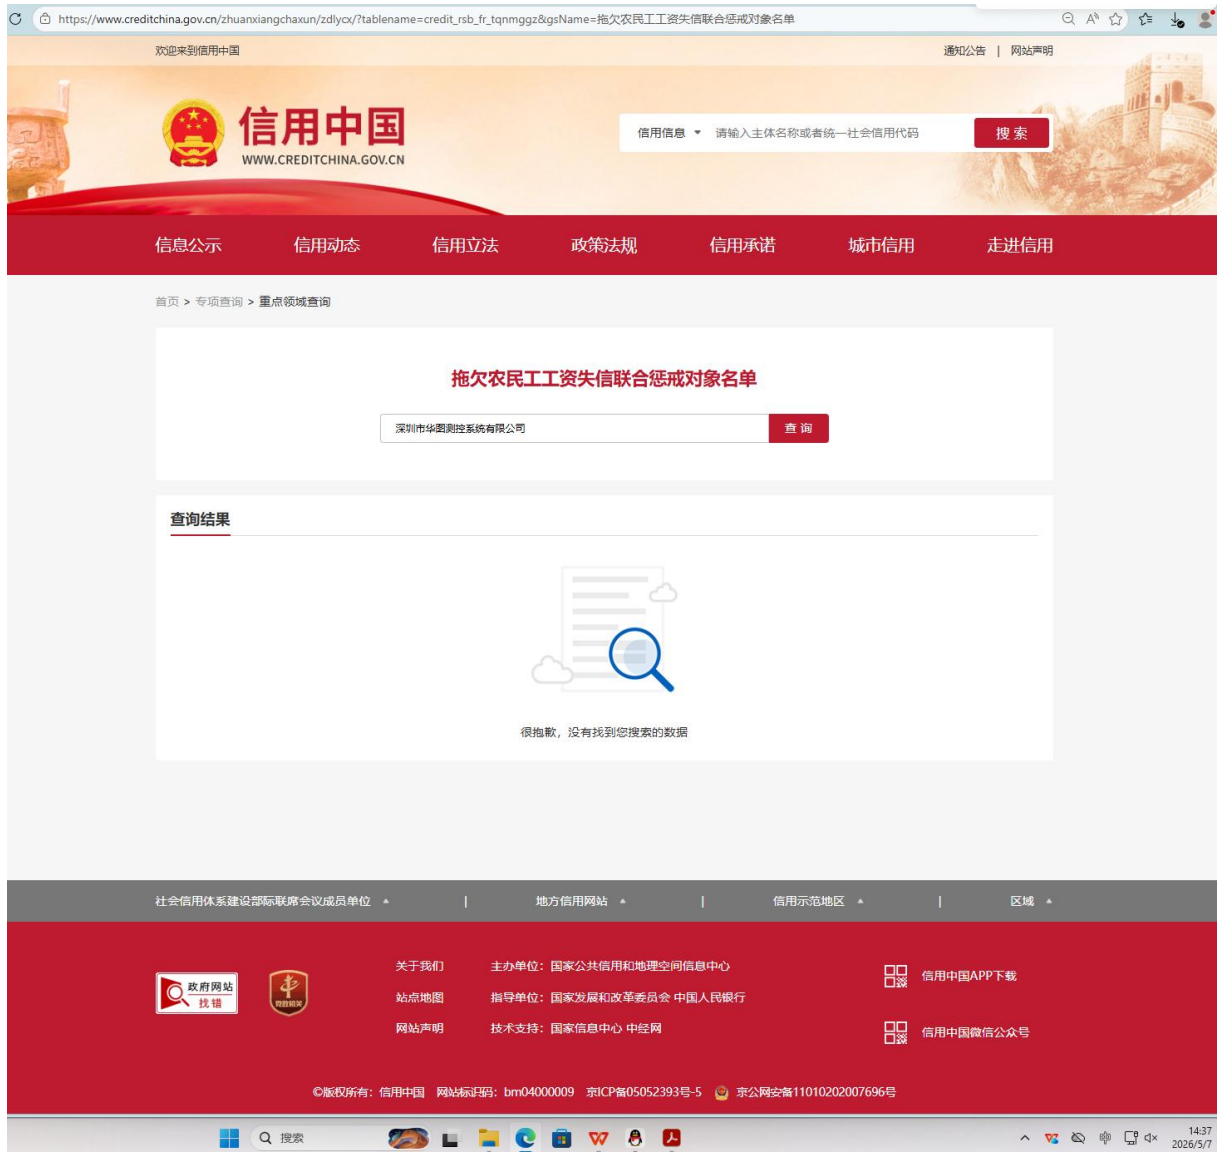 https://www.creditchina.gov.cn/zhuanxiangchaxun/zdlycx/?tablename=credit_rsb_fr_tqnmggz&gsName=拖欠农民工工资失信联合惩戒对象名单
欢迎来到信用中国
通知公告 | 网站声明
信用中国
WWW.CREDITCHINA.GOV.CN
信用信息 请输入主体名称或者统一社会信用代码 搜索
信息公示 信用动态 信用立法 政策法规 信用承诺 城市信用 走进信用
首页 > 专项查询 > 重点领域查询
拖欠农民工工资失信联合惩戒对象名单
深圳市华图测控系统有限公司 查询
查询结果
很抱歉，没有找到您搜索的数据
社会信用体系建设部际联席会议成员单位 | 地方信用网站 | 信用示范地区 | 区域
政府网站
找错
党政机关
关于我们 主办单位：国家公共信用和地理空间信息中心
站点地图 指导单位：国家发展和改革委员会 中国人民银行
网站声明 技术支持：国家信息中心 中经网
信用中国APP下载
信用中国微信公众号
©版权所有：信用中国 网站标识码：bm04000009 京ICP备05052393号-5 京公网安备11010202007696号
搜索
中
14:37
2026/5/7